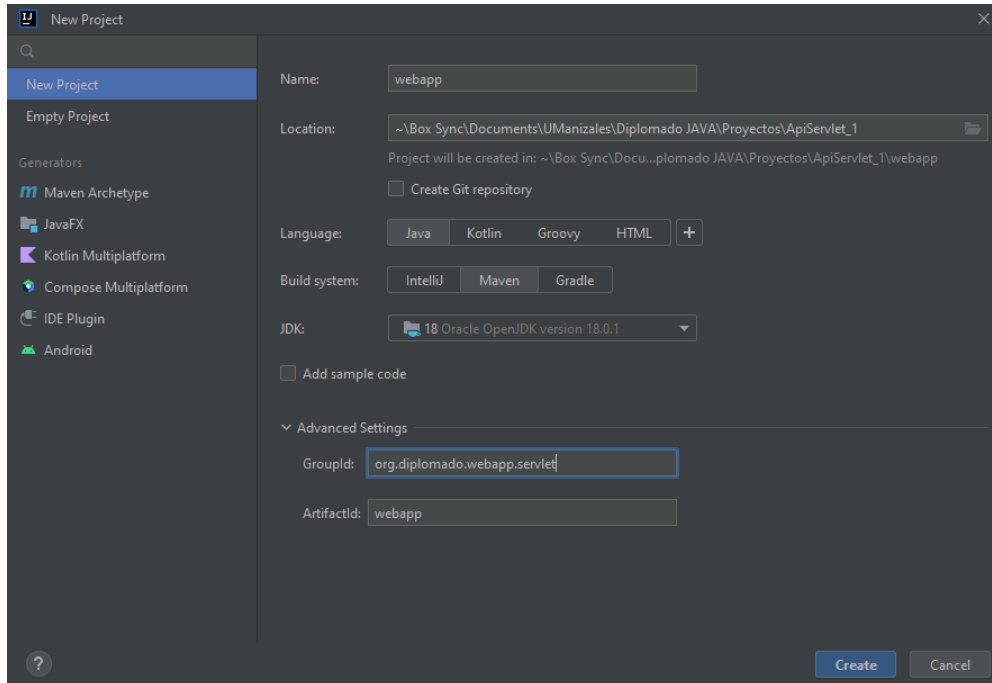 New Project
New Project
Empty Project
Generators
Maven Archetype
JavaFX
Kotlin Multiplatform
Compose Multiplatform
IDE Plugin
Android
Name: webapp
Location: ~\Box Sync\Documents\UManizales\Diplomado JAVA\Proyectos\ApiServlet_1
Project will be created in: ~\Box Sync\Docu...plomado JAVA\Proyectos\ApiServlet_1\webapp
Create Git repository
Language: Java Kotlin Groovy HTML +
Build system: IntelliJ Maven Gradle
JDK: 18 Oracle OpenJDK version 18.0.1
Add sample code
Advanced Settings
GroupId: org.diplomado.webapp.servlet
ArtifactId: webapp
? Create Cancel